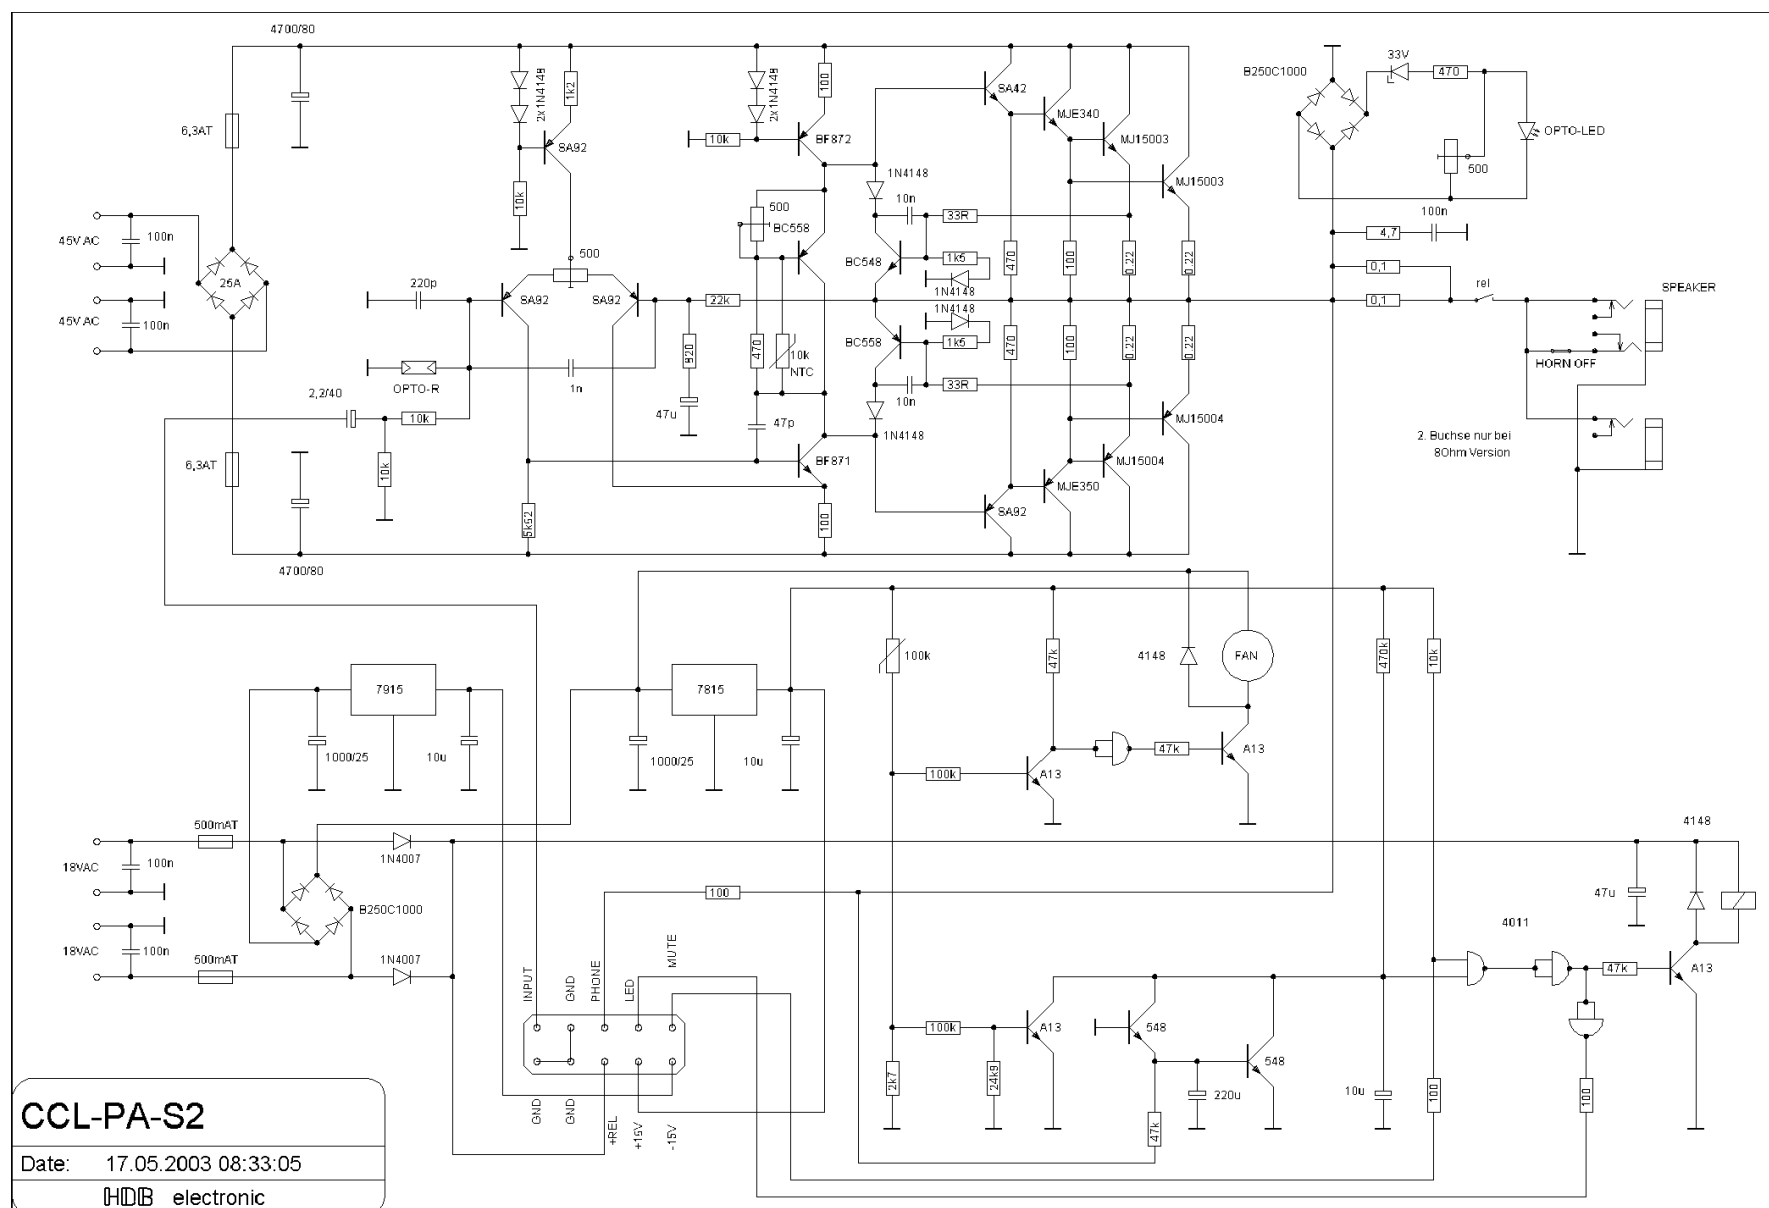 4700/80
6,3AT
45V AC
100n
45V AC
100n
25A
6,3AT
4700/80
2x1N4148
1k2
SA92
10k
500
220p
SA92
SA92
OPTO-R
1n
2,2/40
10k
10k
5k62
22k
820
47u
2x1N4148
100
10k
BF872
500
BC558
470
10k
NTC
47p
BF871
100
1N4148
10n
33R
BC548
1k5
1N4148
1N4148
BC558
1k5
10n
33R
1N4148
SA42
MJE340
MJ15003
MJ15003
470
100
0.22
0.22
470
100
0.22
0.22
MJ15004
MJ15004
MJE350
SA92
B250C1000
33V
470
OPTO-LED
500
100n
4,7
0,1
0,1
rel
SPEAKER
HORN OFF
2. Buchse nur bei
8Ohm Version
7915
1000/25
10u
7815
1000/25
10u
100k
47k
4148
FAN
470k
10k
100k
A13
47k
A13
500mAT
18VAC
100n
1N4007
B250C1000
18VAC
100n
500mAT
1N4007
100
INPUT
GND
PHONE
LED
MUTE
GND
GND
+REL
+15V
-15V
100k
A13
2k7
24k9
548
548
220u
47k
10u
100
4148
47u
4011
47k
A13
100
CCL-PA-S2
Date: 17.05.2003 08:33:05
HDB electronic